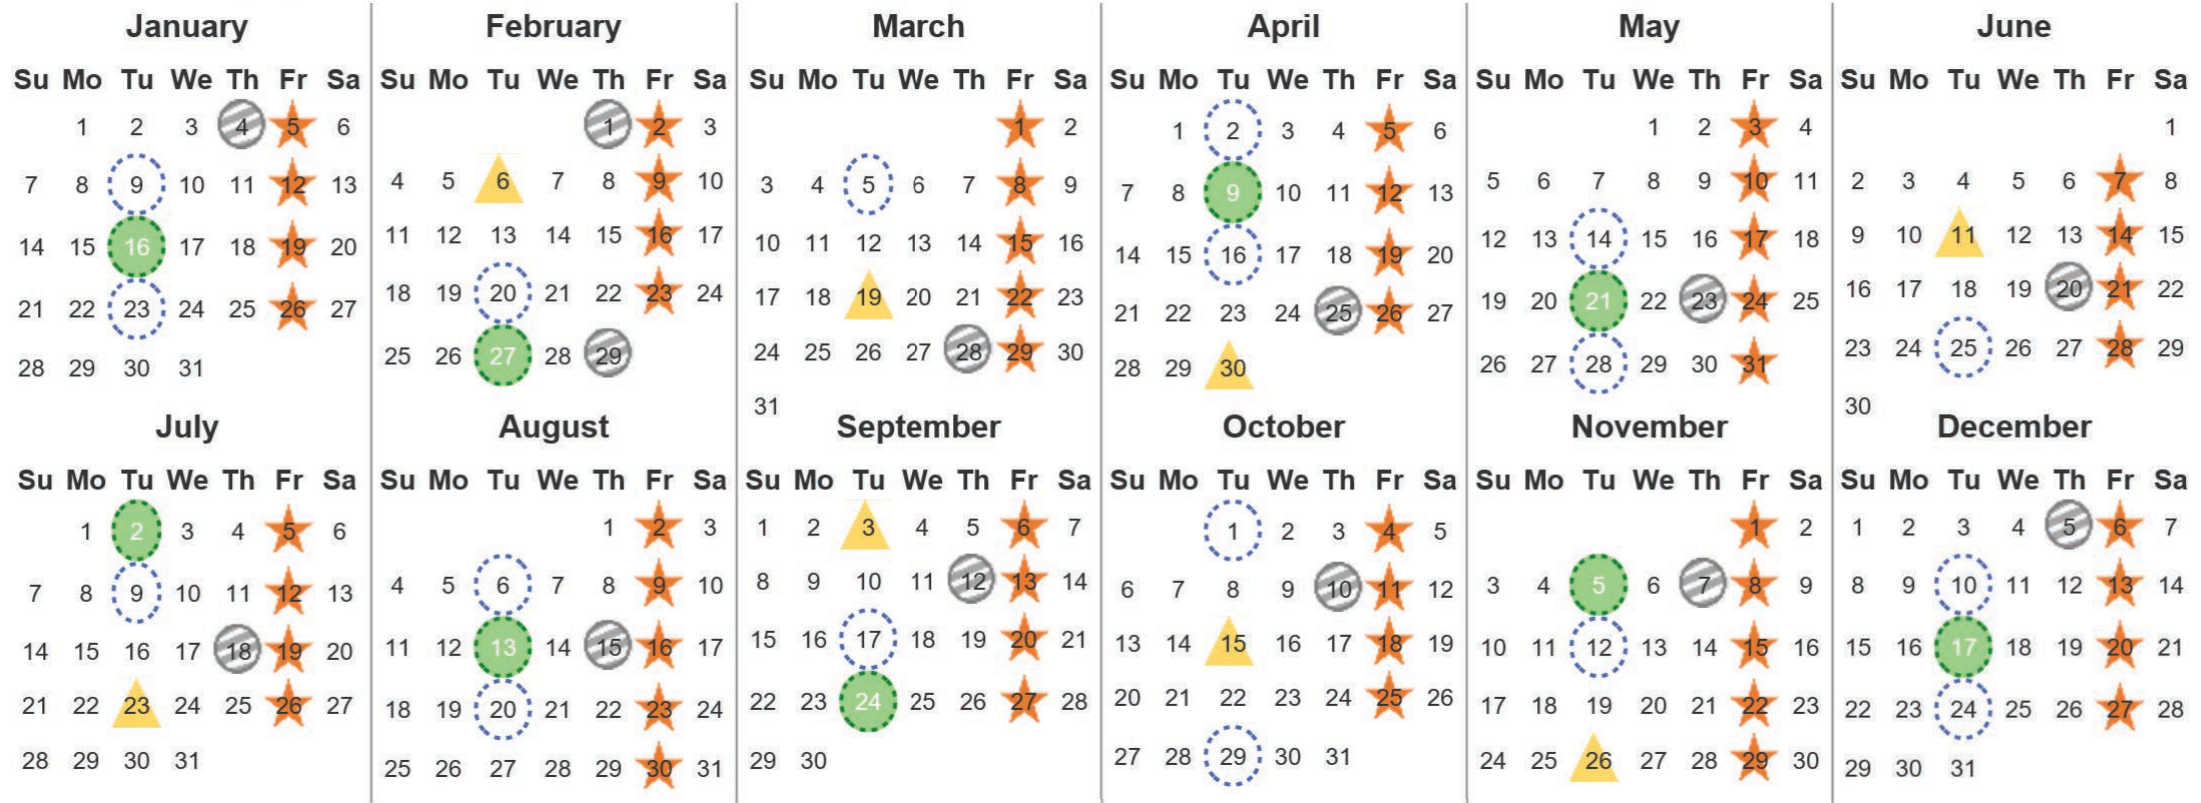 January
Su Mo Tu We Th Fr Sa
1 2 3 4 5 6
7 8 9 10 11 12 13
14 15 16 17 18 19 20
21 22 23 24 25 26 27
28 29 30 31
February
Su Mo Tu We Th Fr Sa
1 2 3
4 5 6 7 8 9 10
11 12 13 14 15 16 17
18 19 20 21 22 23 24
25 26 27 28 29
March
Su Mo Tu We Th Fr Sa
1 2
3 4 5 6 7 8 9
10 11 12 13 14 15 16
17 18 19 20 21 22 23
24 25 26 27 28 29 30
31
April
Su Mo Tu We Th Fr Sa
1 2 3 4 5 6
7 8 9 10 11 12 13
14 15 16 17 18 19 20
21 22 23 24 25 26 27
28 29 30
May
Su Mo Tu We Th Fr Sa
1 2 3 4
5 6 7 8 9 10 11
12 13 14 15 16 17 18
19 20 21 22 23 24 25
26 27 28 29 30 31
June
Su Mo Tu We Th Fr Sa
1
2 3 4 5 6 7 8
9 10 11 12 13 14 15
16 17 18 19 20 21 22
23 24 25 26 27 28 29
30
July
Su Mo Tu We Th Fr Sa
1 2 3 4 5 6
7 8 9 10 11 12 13
14 15 16 17 18 19 20
21 22 23 24 25 26 27
28 29 30 31
August
Su Mo Tu We Th Fr Sa
1 2 3
4 5 6 7 8 9 10
11 12 13 14 15 16 17
18 19 20 21 22 23 24
25 26 27 28 29 30 31
September
Su Mo Tu We Th Fr Sa
1 2 3 4 5 6 7
8 9 10 11 12 13 14
15 16 17 18 19 20 21
22 23 24 25 26 27 28
29 30
October
Su Mo Tu We Th Fr Sa
1 2 3 4 5
6 7 8 9 10 11 12
13 14 15 16 17 18 19
20 21 22 23 24 25 26
27 28 29 30 31
November
Su Mo Tu We Th Fr Sa
1 2
3 4 5 6 7 8 9
10 11 12 13 14 15 16
17 18 19 20 21 22 23
24 25 26 27 28 29 30
December
Su Mo Tu We Th Fr Sa
1 2 3 4 5 6 7
8 9 10 11 12 13 14
15 16 17 18 19 20 21
22 23 24 25 26 27 28
29 30 31